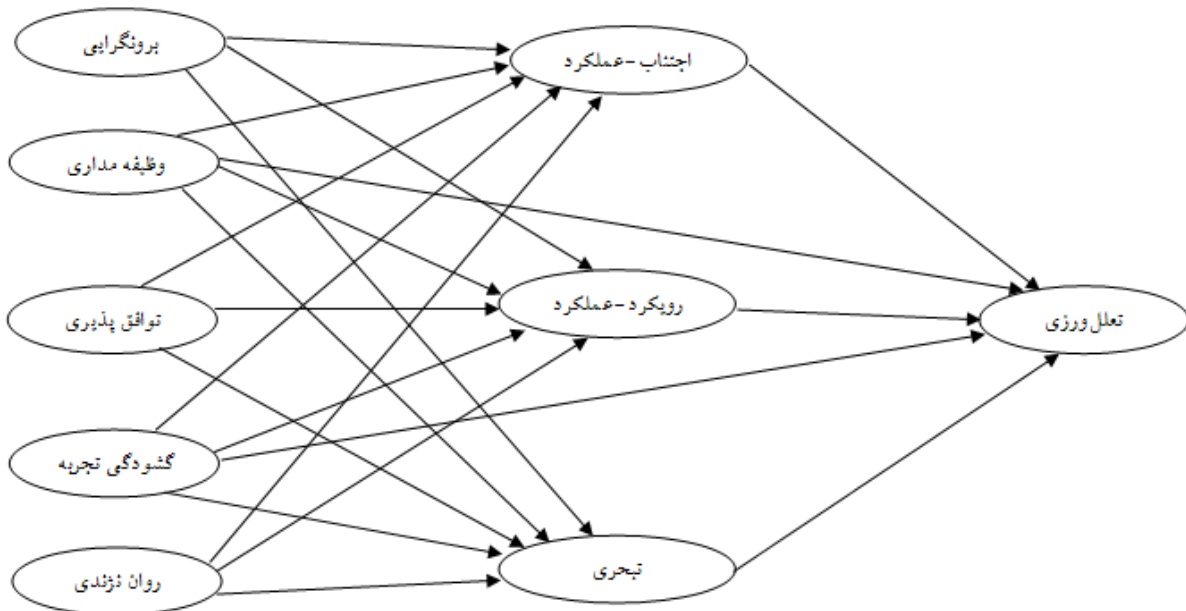 برونگرایی
اجتناب -عملکرد
وظیفه مداری
توافق پذیری
رویکرد -عملکرد
تعلل‌ورزی
گشودگی تجربه
تبحری
روان نژندی